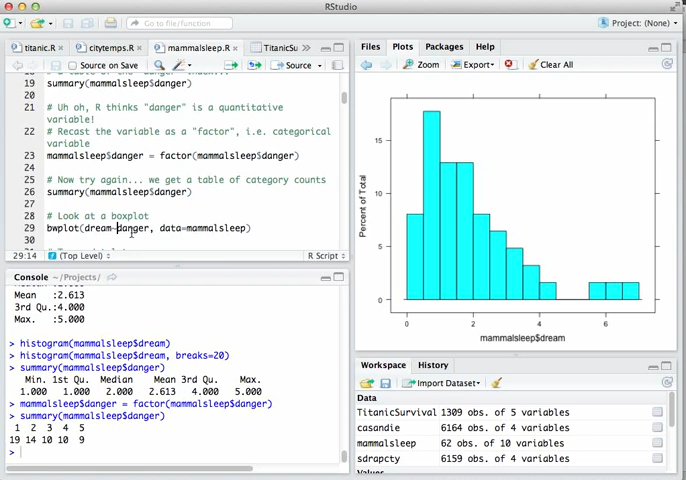 RStudio
Go to file/function
Project: (None)
titanic.R
citytemps.R
mammalsleep.R
TitanicSu
Source on Save
Source
summary(mammalsleep$danger)
19
20
21
# Uh oh, R thinks "danger" is a quantitative
variable!
22
# Recast the variable as a "factor", i.e. categorical
variable
23
mammalsleep$danger = factor(mammalsleep$danger)
24
25
# Now try again... we get a table of category counts
26
summary(mammalsleep$danger)
27
28
# Look at a boxplot
29
bwplot(dream~danger, data=mammalsleep)
30
29:14
(Top Level)
R Script
Console
~/Projects/
Mean :2.613
3rd Qu.:4.000
Max. :5.000
> histogram(mammalsleep$dream)
> histogram(mammalsleep$dream, breaks=20)
> summary(mammalsleep$danger)
Min. 1st Qu. Median Mean 3rd Qu. Max.
1.000 1.000 2.000 2.613 4.000 5.000
> mammalsleep$danger = factor(mammalsleep$danger)
> summary(mammalsleep$danger)
1 2 3 4 5
19 14 10 10 9
>
Files
Plots
Packages
Help
Zoom
Export
Clear All
Percent of Total
15
10
5
0
0 2 4 6
mammalsleep$dream
Workspace
History
Import Dataset
Data
TitanicSurvival 1309 obs. of 5 variables
casandie 6164 obs. of 4 variables
mammalsleep 62 obs. of 10 variables
sdrapcty 6159 obs. of 4 variables
Values